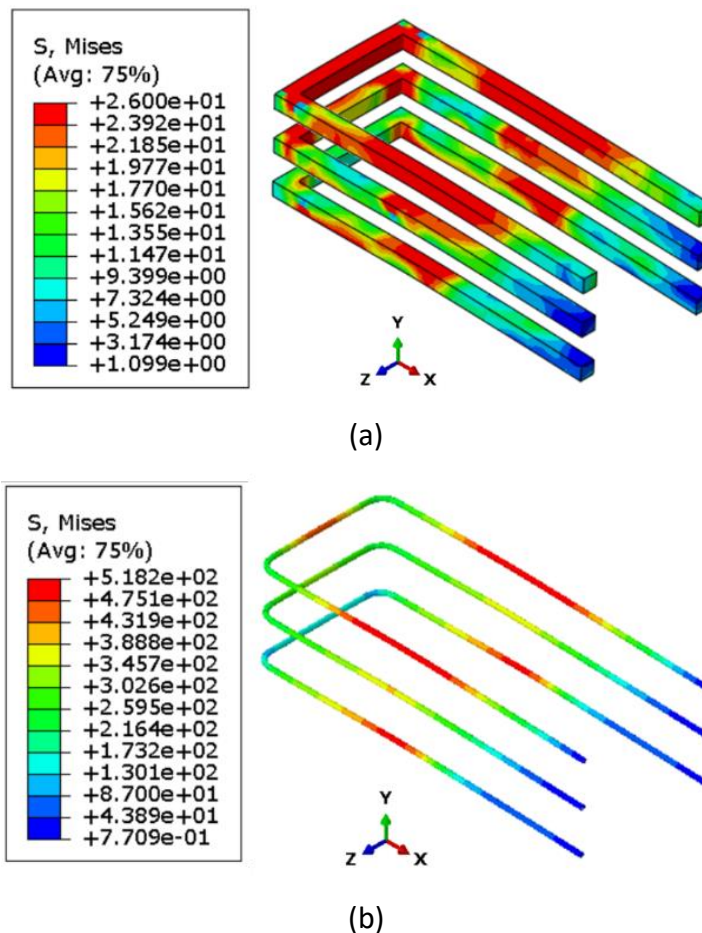 S, Mises
(Avg: 75%)
+2.600e+01
+2.392e+01
+2.185e+01
+1.977e+01
+1.770e+01
+1.562e+01
+1.355e+01
+1.147e+01
+9.399e+00
+7.324e+00
+5.249e+00
+3.174e+00
+1.099e+00
Y
Z
X
(a)
S, Mises
(Avg: 75%)
+5.182e+02
+4.751e+02
+4.319e+02
+3.888e+02
+3.457e+02
+3.026e+02
+2.595e+02
+2.164e+02
+1.732e+02
+1.301e+02
+8.700e+01
+4.389e+01
+7.709e-01
Y
Z
X
(b)